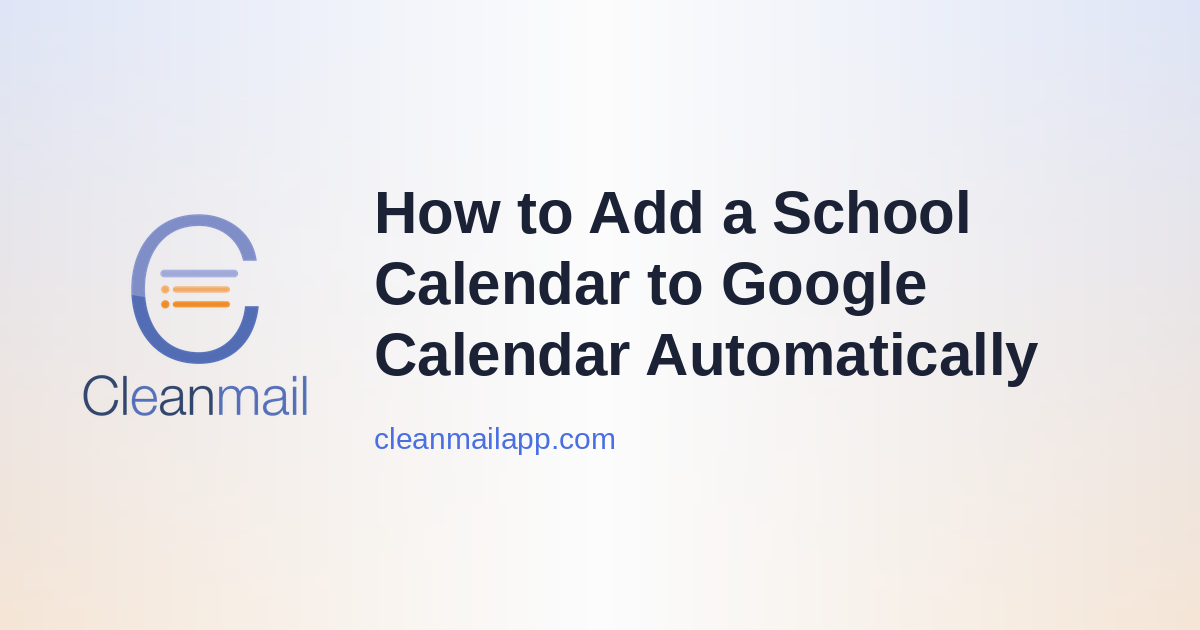 Cleanmail
How to Add a School
Calendar to Google
Calendar Automatically
cleanmailapp.com